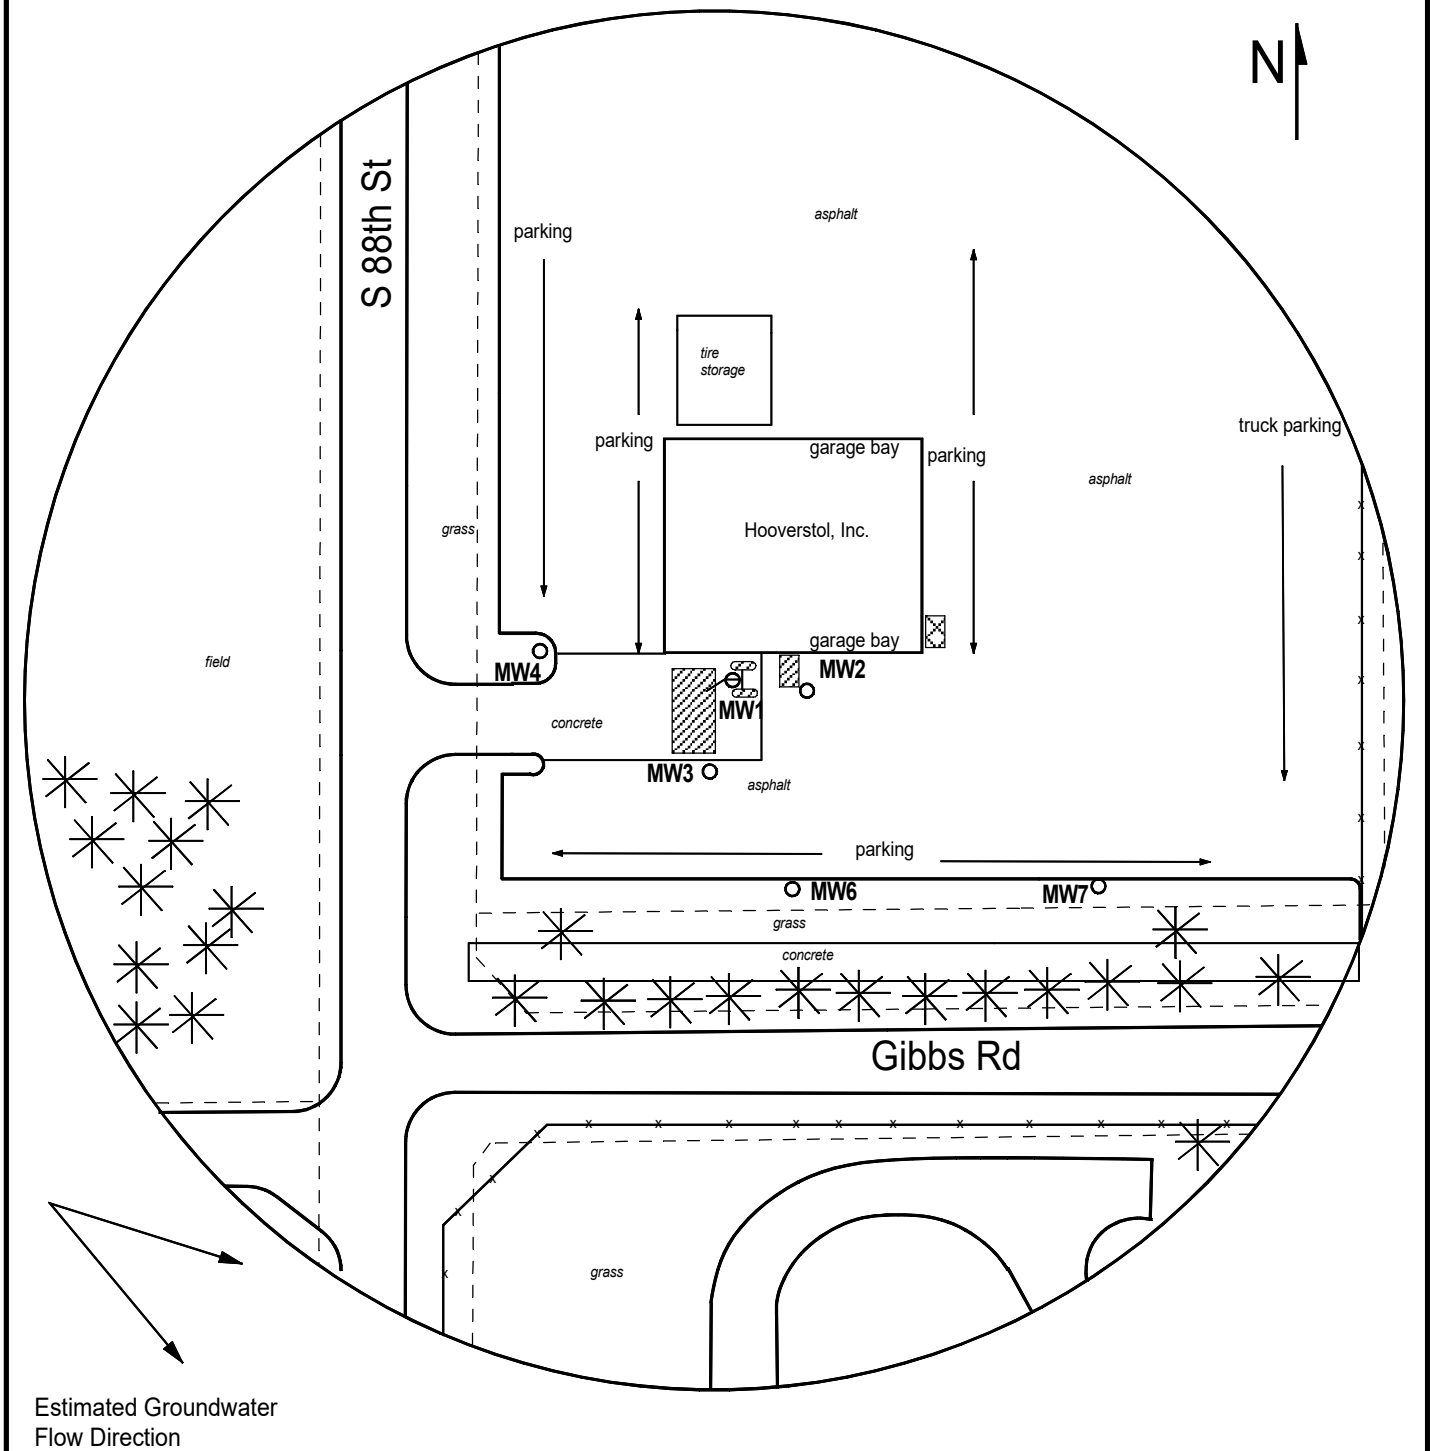 N
S 88th St
parking
asphalt
tire
storage
truck parking
parking
garage bay
parking
asphalt
grass
Hooverstol, Inc.
garage bay
field
MW4
MW2
MW1
concrete
MW3
asphalt
parking
MW6
MW7
grass
concrete
Gibbs Rd
grass
Estimated Groundwater
Flow Direction